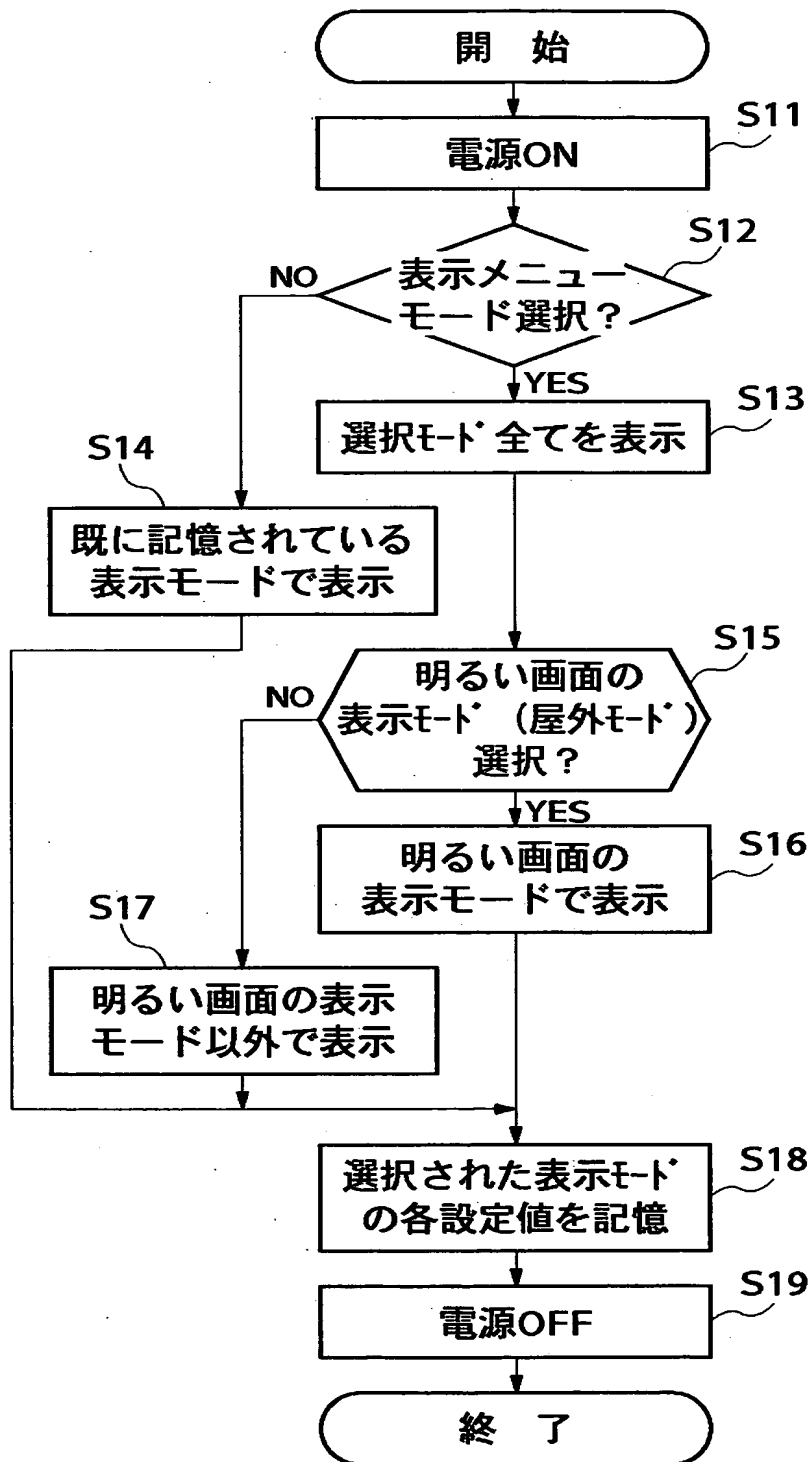 開 始
S11
電源ON
S12
表示メニュー
モード選択？
NO
YES
S13
選択ﾓｰﾄﾞ全てを表示
S14
既に記憶されている
表示モードで表示
S15
明るい画面の
表示ﾓｰﾄﾞ（屋外ﾓｰﾄﾞ）
選択？
NO
YES
S16
明るい画面の
表示モードで表示
S17
明るい画面の表示
モード以外で表示
S18
選択された表示ﾓｰﾄﾞ
の各設定値を記憶
S19
電源OFF
終 了